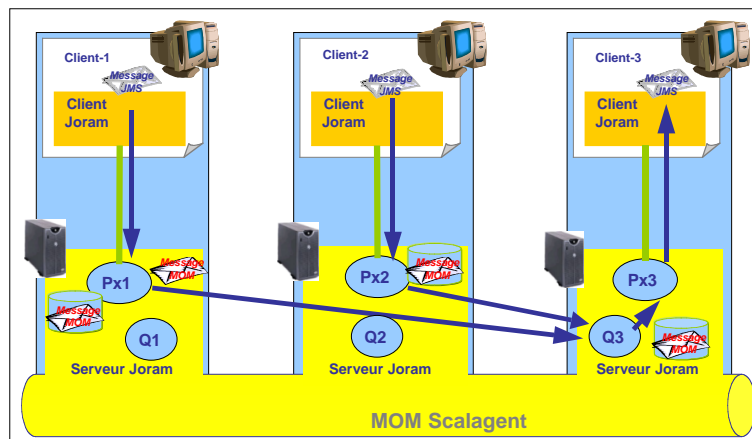 Client-1
Message
JMS
Client
Joram
Px1
Message
MOM
Message
MOM
Q1
Serveur Joram
Client-2
Message
JMS
Client
Joram
Px2
Message
MOM
Q2
Serveur Joram
Client-3
Message
JMS
Client
Joram
Px3
Q3
Message
MOM
Serveur Joram
MOM Scalagent